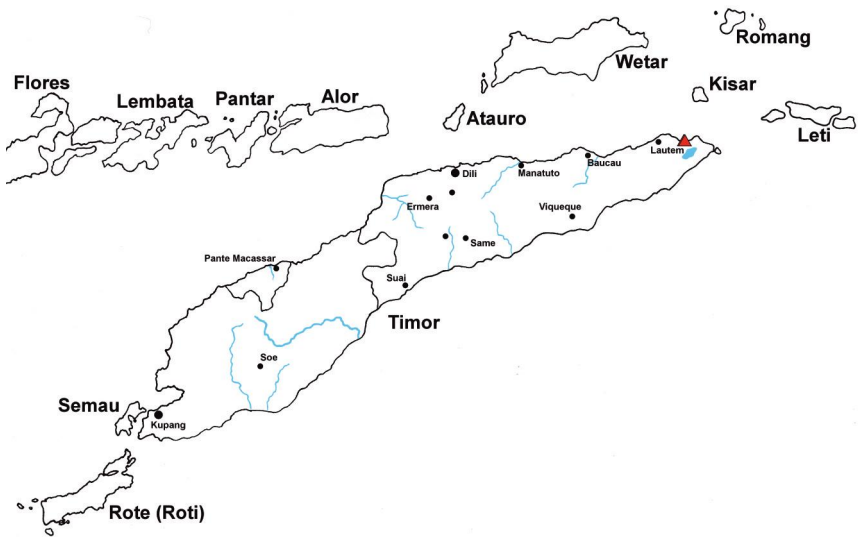 Romang
Wetar
Kisar
Flores
Lembata
Pantar
Alor
Atauro
Leti
Lautem
Baucau
Manatuto
Dili
Ermera
Viqueque
Same
Pante Macassar
Suai
Timor
Soe
Semau
Kupang
Rote (Roti)